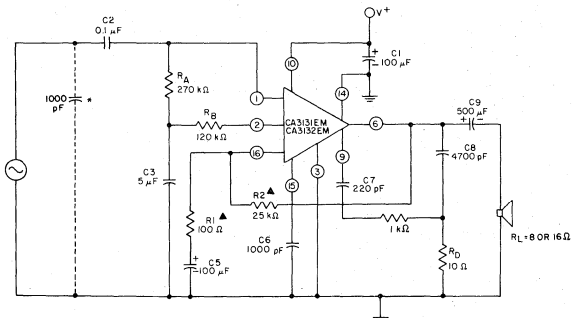 C2
0.1 μF
V+
+ C1
- 100 μF
1000
pF
*
RA
270 kΩ
10
14
1
C9
500 μF
+ -
RB
120 kΩ
2
CA3131EM
CA3132EM
6
16
9
C8
4700 pF
C3
5 μF
R2 ▲
25 kΩ
15
3
C7
220 pF
R1 ▲
100 Ω
C6
1000 pF
1 kΩ
RL = 8 OR 16 Ω
+ C5
- 100 μF
RD
10 Ω